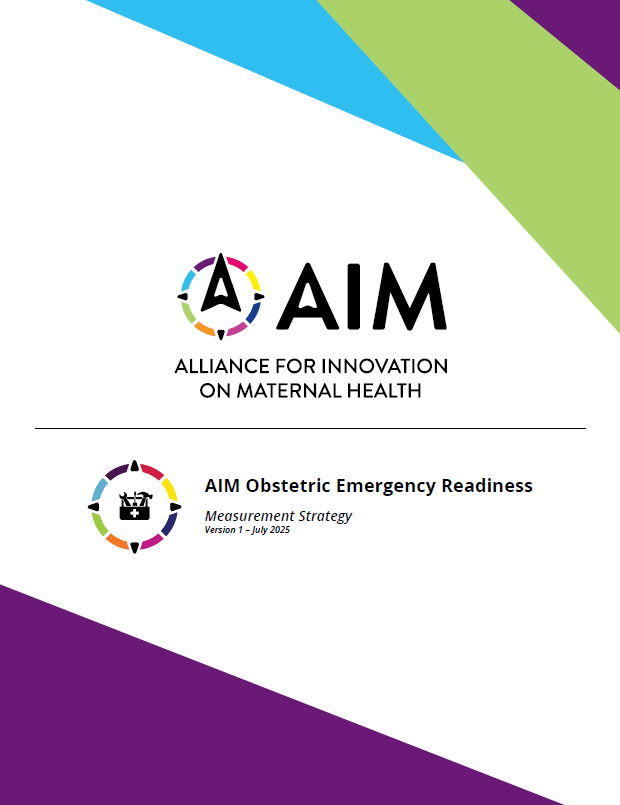 AIM
ALLIANCE FOR INNOVATION
ON MATERNAL HEALTH
AIM Obstetric Emergency Readiness
Measurement Strategy
Version 1 – July 2025